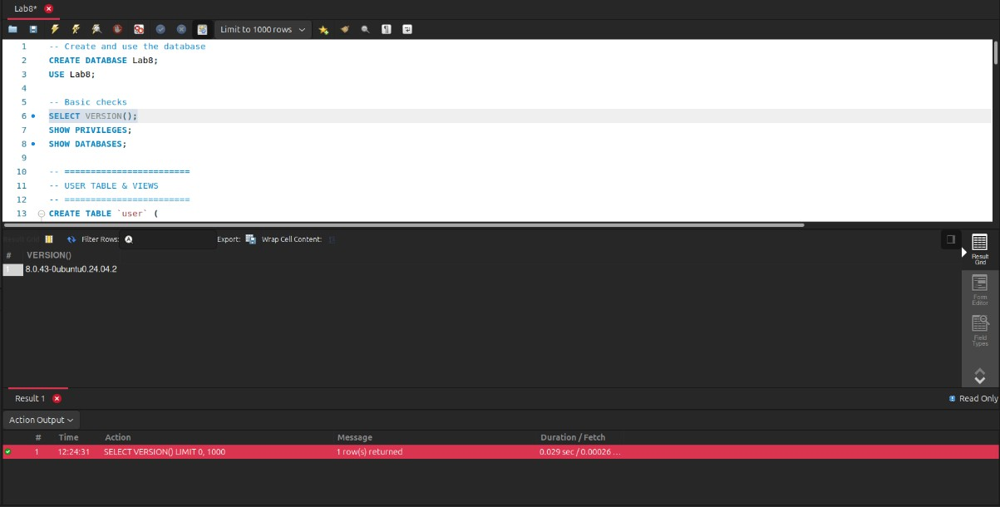 Lab8*
Limit to 1000 rows
1 -- Create and use the database
2 CREATE DATABASE Lab8;
3 USE Lab8;
4
5 -- Basic checks
6 SELECT VERSION();
7 SHOW PRIVILEGES;
8 SHOW DATABASES;
9
10 -- ========================
11 -- USER TABLE & VIEWS
12 -- ========================
13 CREATE TABLE `user` (
Filter Rows: Export: Wrap Cell Content:
# VERSION()
1 8.0.43-0ubuntu0.24.04.2
Result
Grid
Form
Editor
Field
Types
Result 1 Read Only
Action Output
# Time Action Message Duration / Fetch
1 12:24:31 SELECT VERSION() LIMIT 0, 1000 1 row(s) returned 0.029 sec / 0.00026 ...